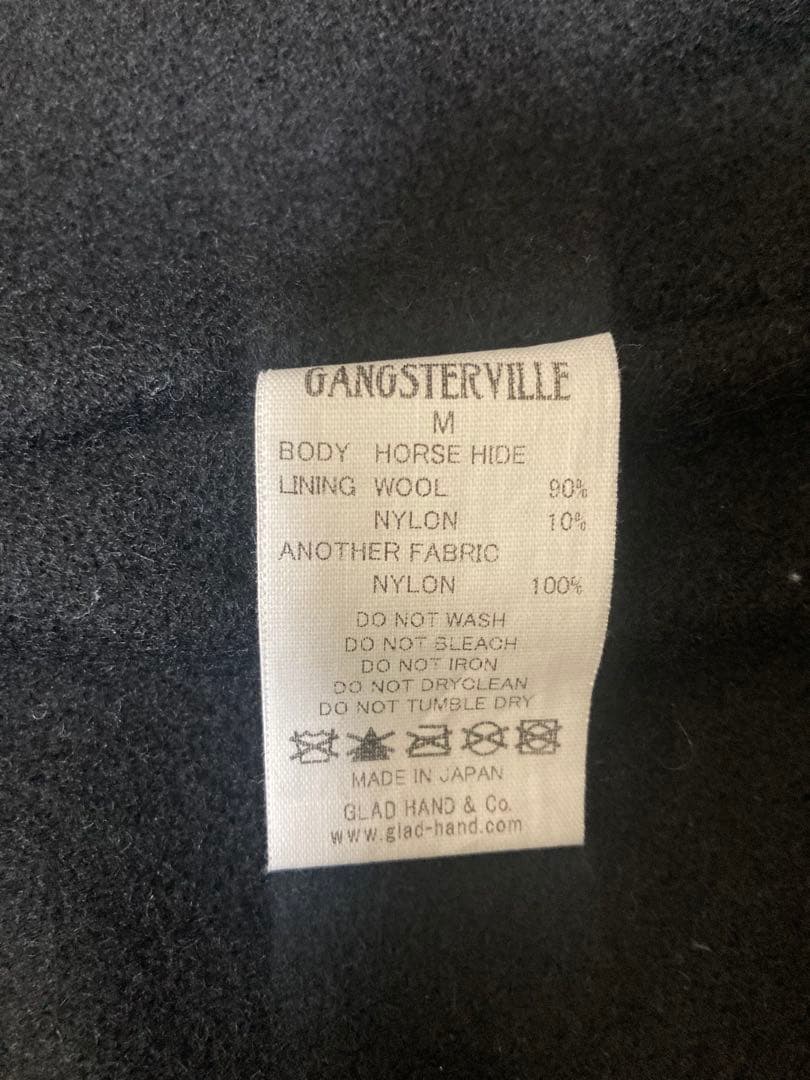 GANGSTERVILLE
M
BODY HORSE HIDE
LINING WOOL 90%
NYLON 10%
ANOTHER FABRIC
NYLON 100%
DO NOT WASH
DO NOT BLEACH
DO NOT IRON
DO NOT DRYCLEAN
DO NOT TUMBLE DRY
MADE IN JAPAN
GLAD HAND & Co.
www.glad-hand.com